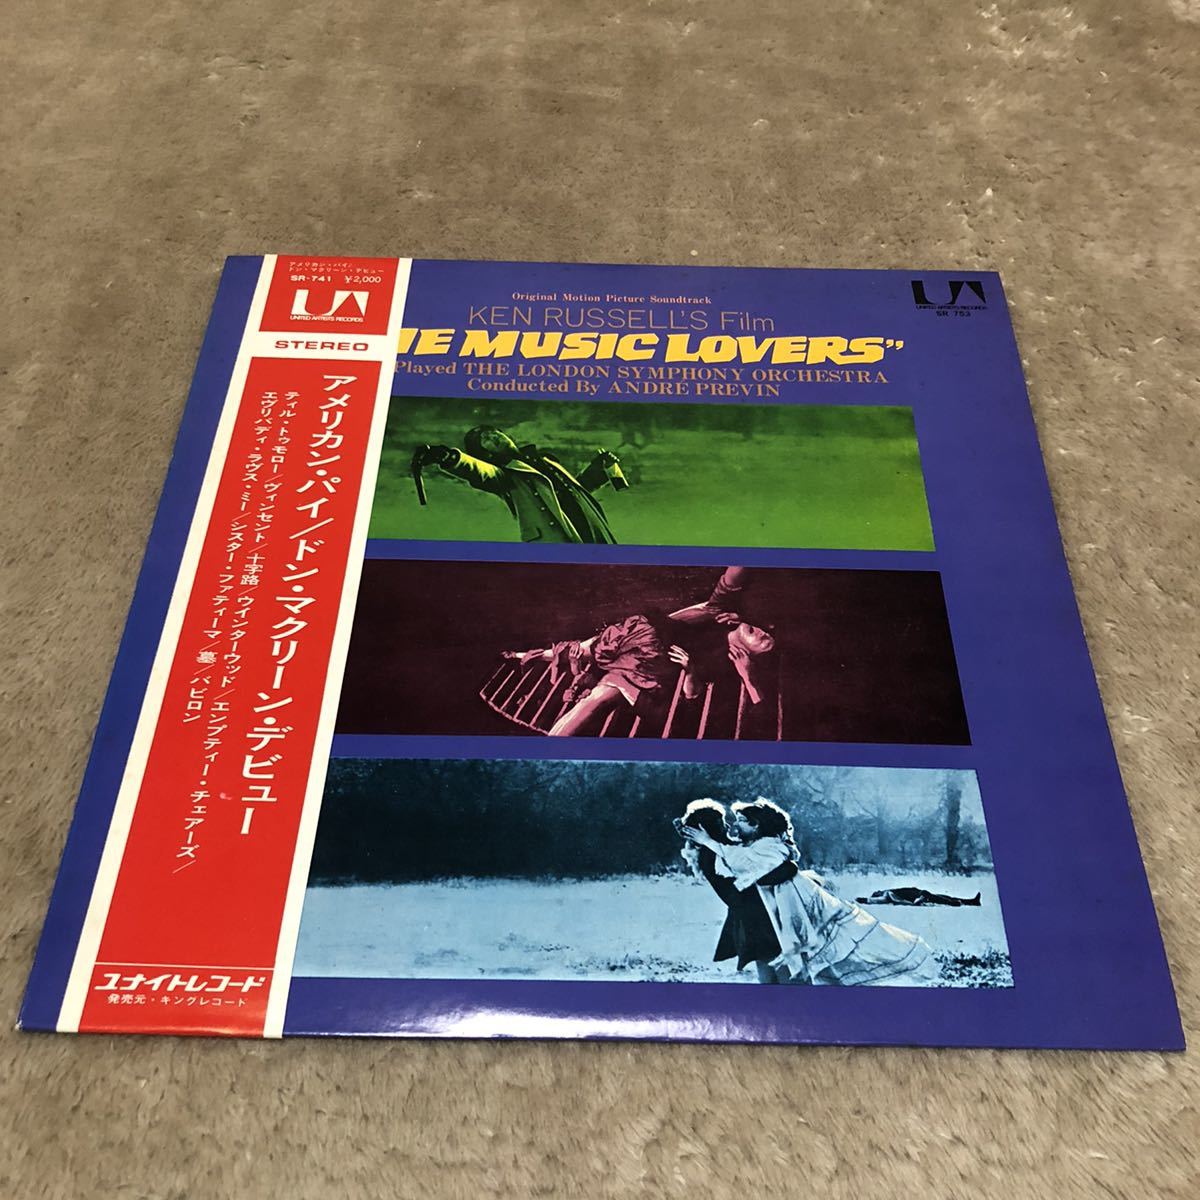 アメリカン・パイ/
ドン・マクリーン・デビュー
SR-741 ¥2,000
UA
UNITED ARTISTS RECORDS
STEREO
アメリカン・パイ/ドン・マクリーン・デビュー
ティル・トゥモロー/ヴィンセント/十字路/ウインターウッド/エンプティー・チェアーズ/
エヴリバディ・ラヴス・ミー/シスター・ファティーマ/墓/バビロン
ユナイトレコード
発売元・キングレコード
Original Motion Picture Soundtrack
KEN RUSSELL'S Film
HE MUSIC LOVERS"
Played THE LONDON SYMPHONY ORCHESTRA
Conducted By ANDRE PREVIN
UA
UNITED ARTISTS RECORDS
SR 753